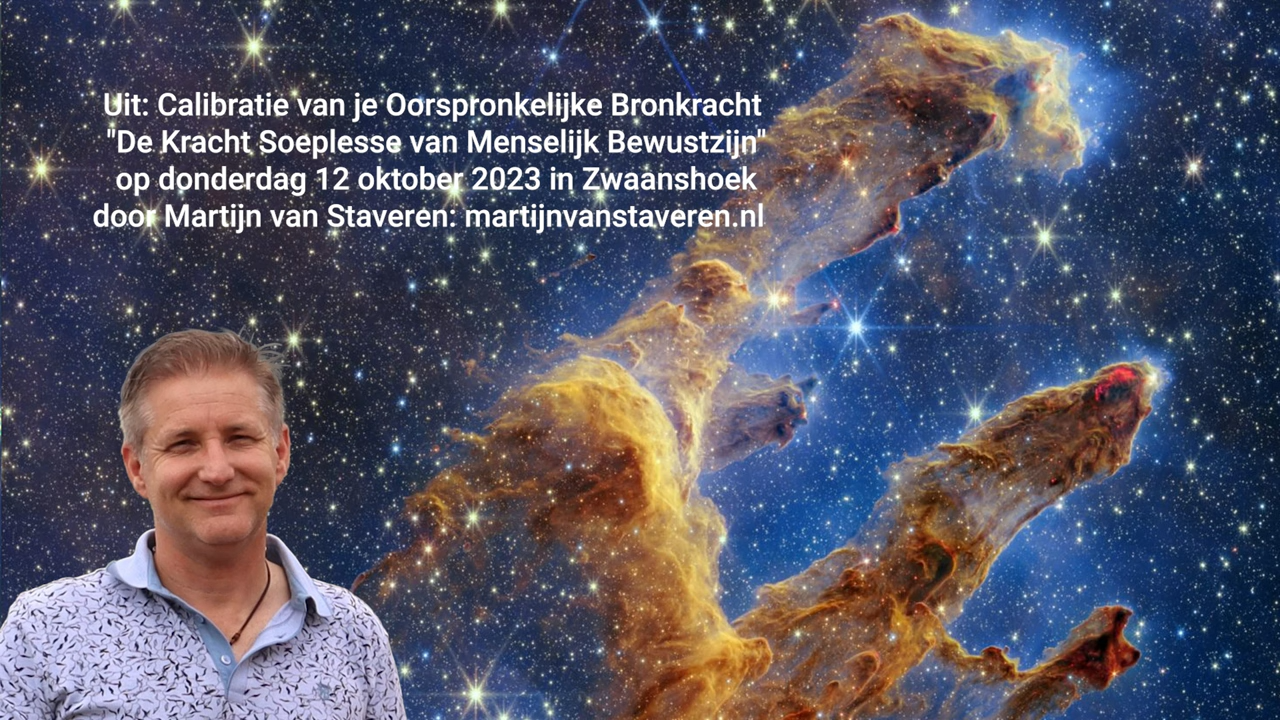 Uit: Calibratie van je Oorspronkelijke Bronkracht
"De Kracht Soeplesse van Menselijk Bewustzijn"
op donderdag 12 oktober 2023 in Zwaanshoek
door Martijn van Staveren: martijnvanstaveren.nl